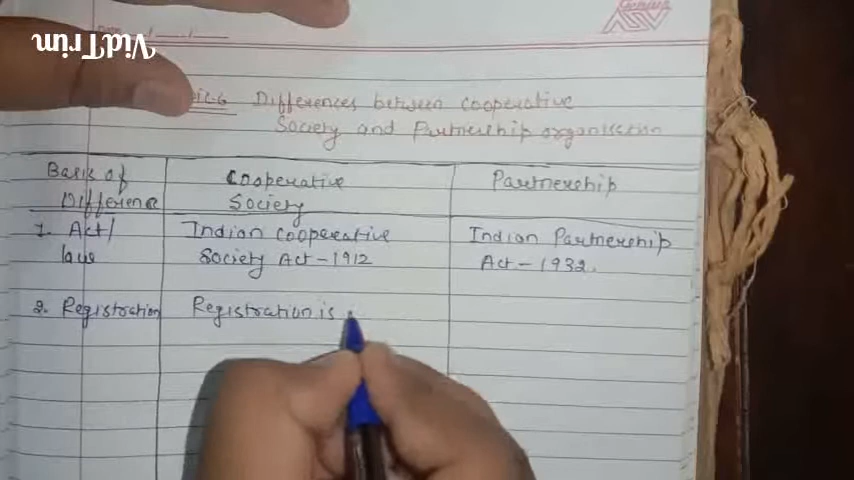 VidTrim
Differences between Cooperative
Society and Partnership organisation
Basis of
Difference
Cooperative
Society
Partnership
1. Act/
law
Indian Cooperative
Society Act - 1912
Indian Partnership
Act - 1932.
2. Registration
Registration is